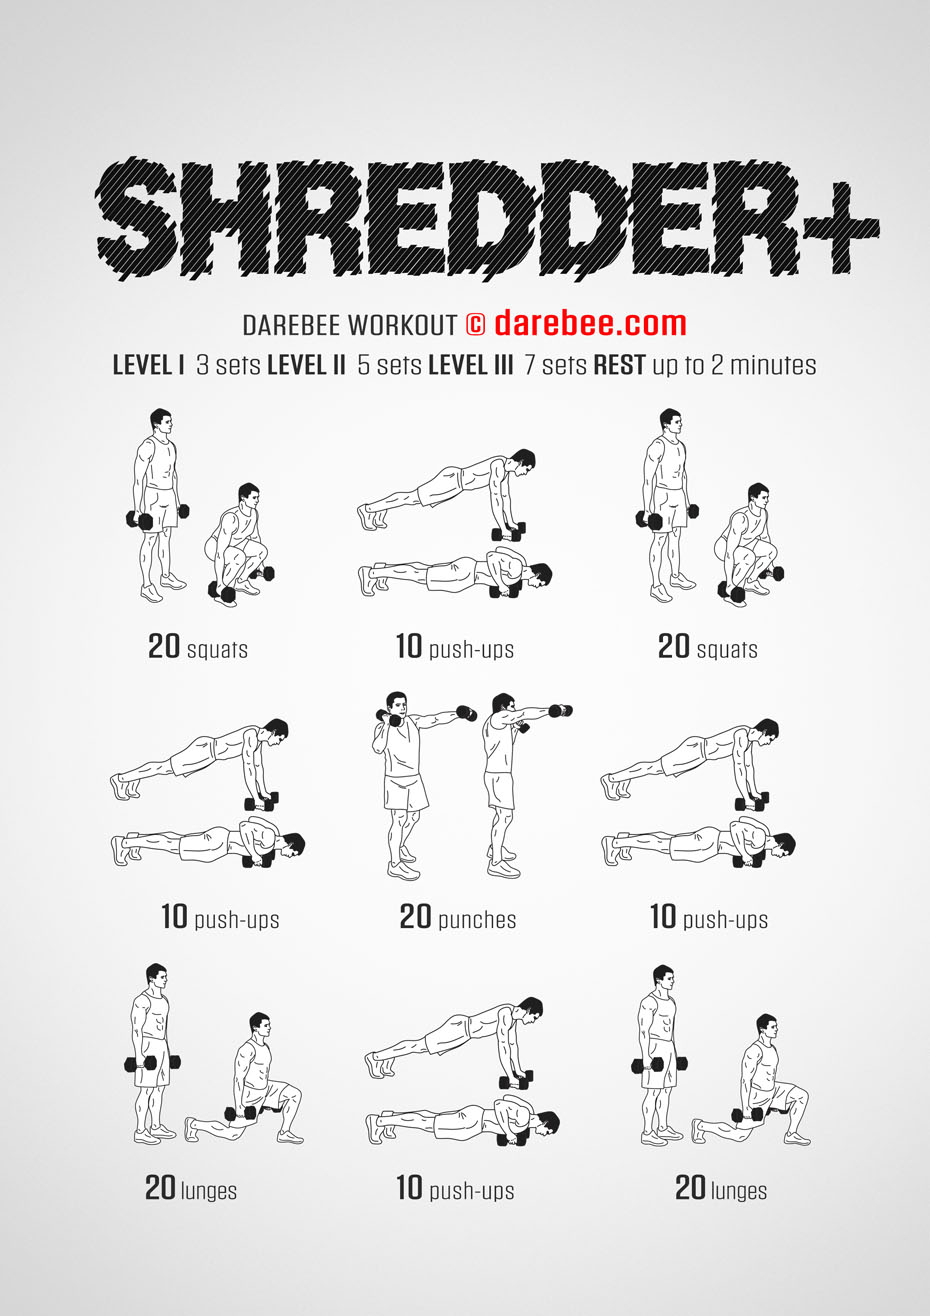 SHREDDER+
DAREBEE WORKOUT © darebee.com
LEVEL I 3 sets LEVEL II 5 sets LEVEL III 7 sets REST up to 2 minutes
20 squats
10 push-ups
20 squats
10 push-ups
20 punches
10 push-ups
20 lunges
10 push-ups
20 lunges